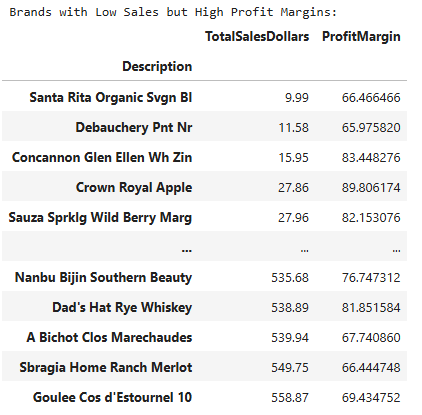 Brands with Low Sales but High Profit Margins:
TotalSalesDollars ProfitMargin
Description
Santa Rita Organic Svgn Bl 9.99 66.466466
Debauchery Pnt Nr 11.58 65.975820
Concannon Glen Ellen Wh Zin 15.95 83.448276
Crown Royal Apple 27.86 89.806174
Sauza Sprklg Wild Berry Marg 27.96 82.153076
... ... ...
Nanbu Bijin Southern Beauty 535.68 76.747312
Dad's Hat Rye Whiskey 538.89 81.851584
A Bichot Clos Marechaudes 539.94 67.740860
Sbragia Home Ranch Merlot 549.75 66.444748
Goulee Cos d'Estournel 10 558.87 69.434752